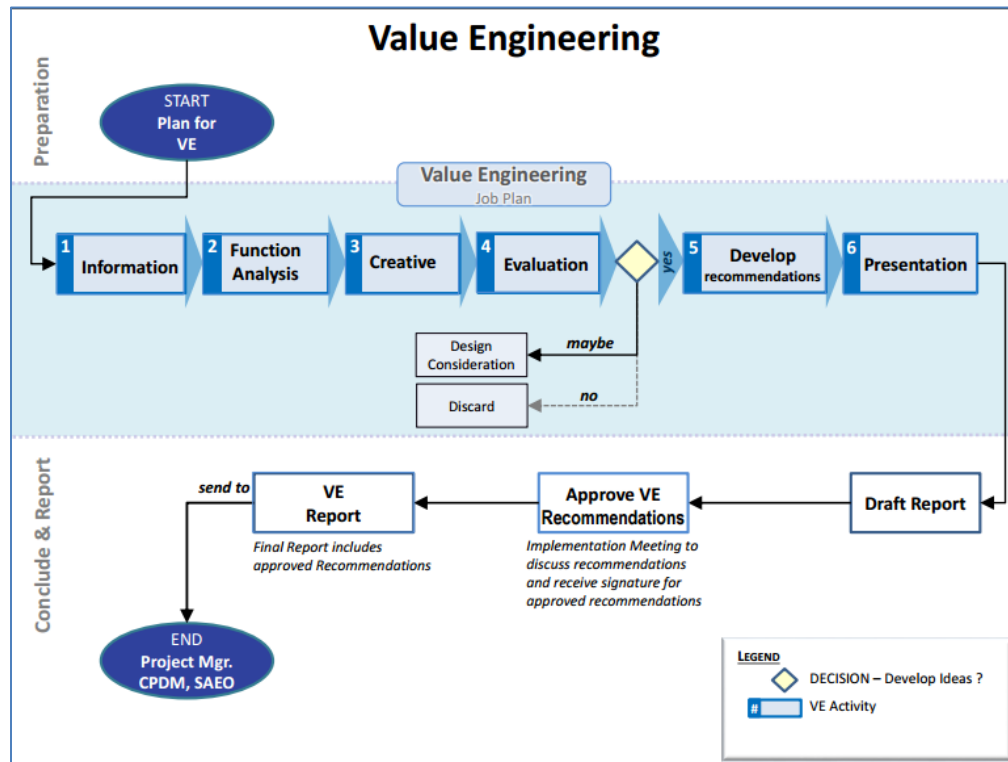 Value Engineering
Preparation
START
Plan for
VE
Value Engineering
Job Plan
1
Information
2
Function
Analysis
3
Creative
4
Evaluation
yes
5
Develop
recommendations
6
Presentation
maybe
Design
Consideration
no
Discard
Conclude & Report
Draft Report
Approve VE
Recommendations
Implementation Meeting to
discuss recommendations
and receive signature for
approved recommendations
VE
Report
Final Report includes
approved Recommendations
send to
END
Project Mgr.
CPDM, SAEO
LEGEND
DECISION – Develop Ideas ?
#
VE Activity